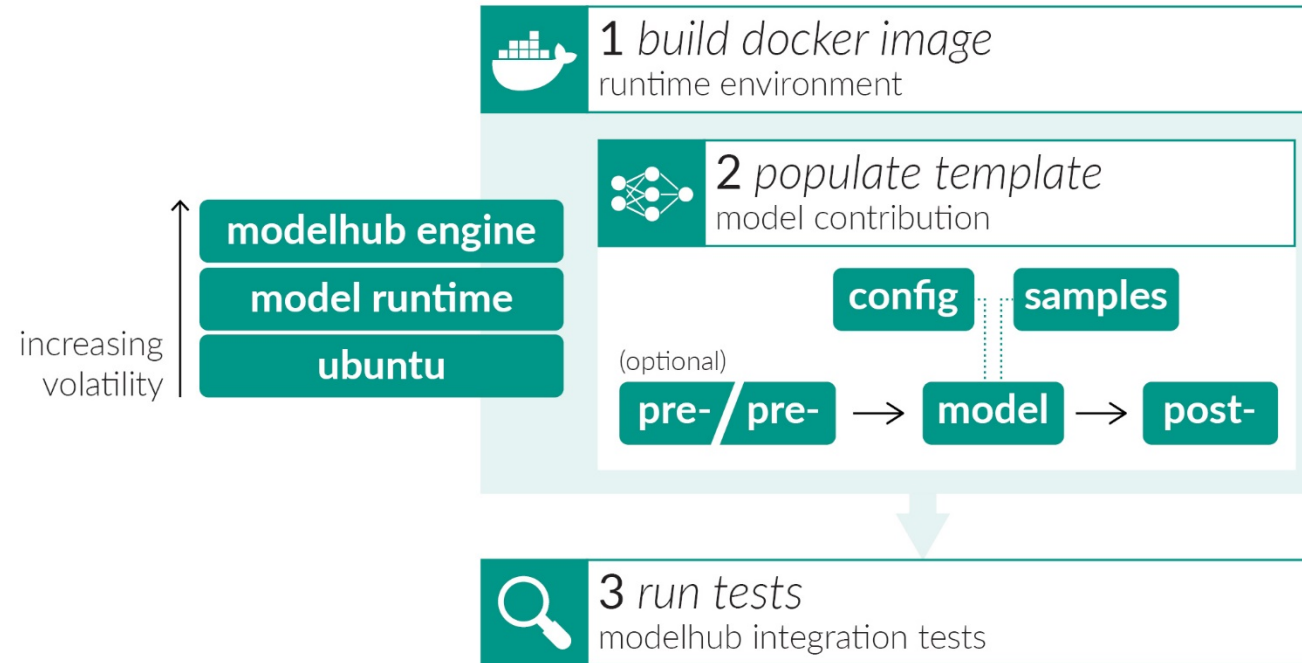 1 build docker image
runtime environment
2 populate template
model contribution
modelhub engine
model runtime
ubuntu
increasing
volatility
config
samples
(optional)
pre-/pre-
model
post-
3 run tests
modelhub integration tests